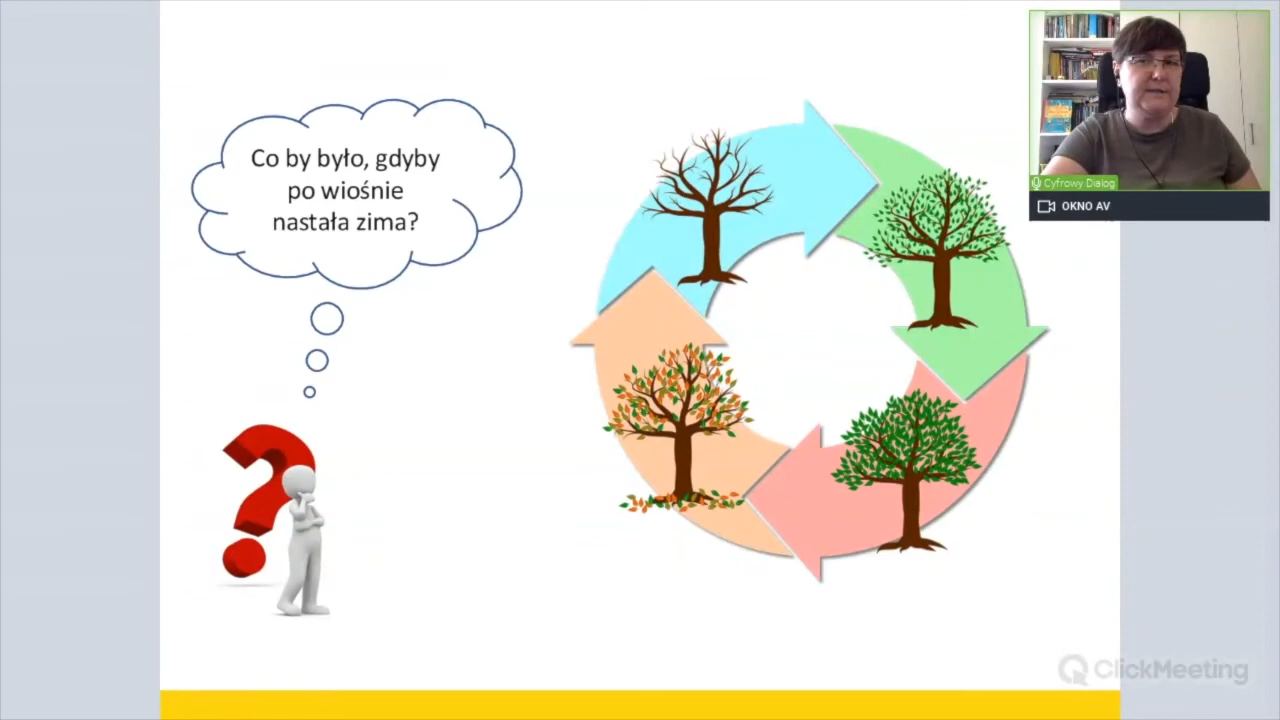 Co by było, gdyby
po wiośnie
nastała zima?
Cyfrowy Dialog
OKNO AV
ClickMeeting